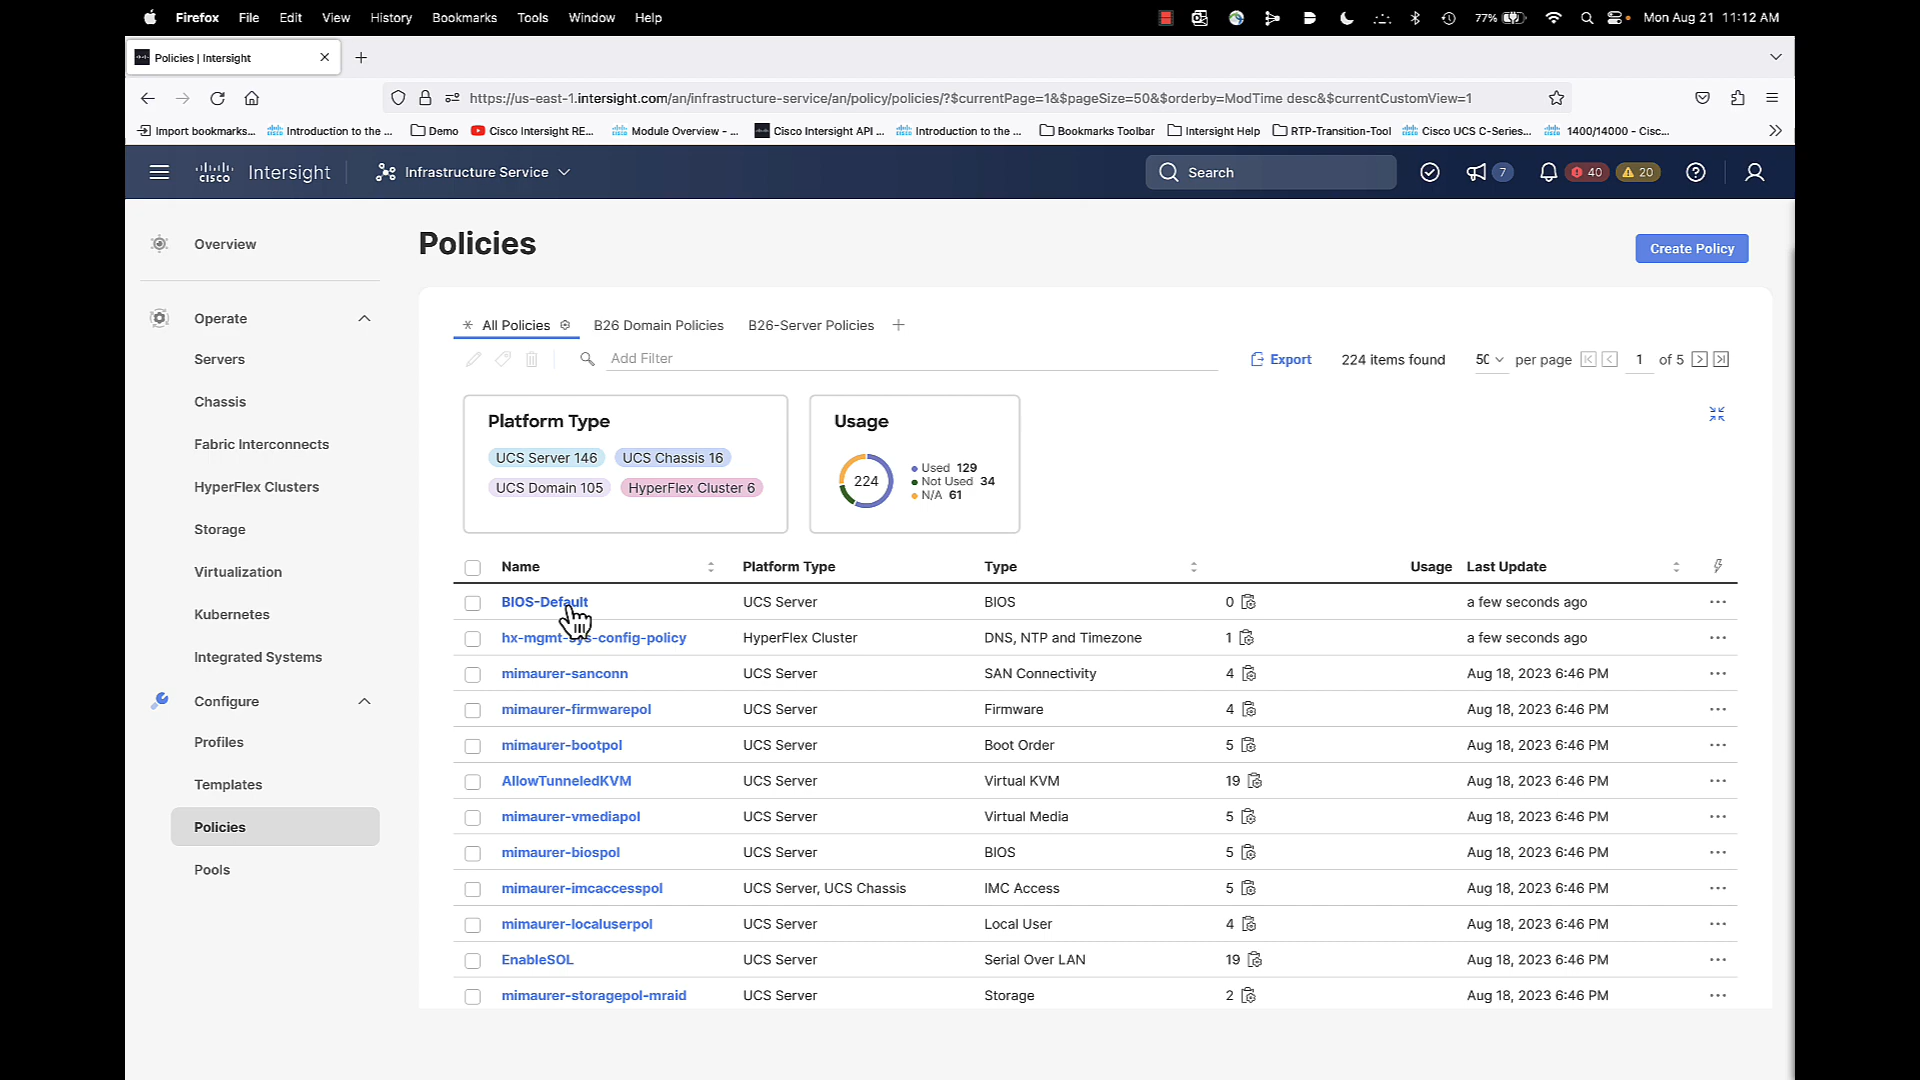 Firefox File Edit View History Bookmarks Tools Window Help 77% Mon Aug 21 11:12 AM
Policies | Intersight
https://us-east-1.intersight.com/an/infrastructure-service/an/policy/policies/?$currentPage=1&$pageSize=50&$orderby=ModTime desc&$currentCustomView=1
Import bookmarks... Introduction to the ... Demo Cisco Intersight RE... Module Overview - ... Cisco Intersight API ... Introduction to the ... Bookmarks Toolbar Intersight Help RTP-Transition-Tool Cisco UCS C-Series... 1400/14000 - Cisc...
CISCO Intersight Infrastructure Service Search 7 40 20
Overview
Operate
Servers
Chassis
Fabric Interconnects
HyperFlex Clusters
Storage
Virtualization
Kubernetes
Integrated Systems
Configure
Profiles
Templates
Policies
Pools
Policies
Create Policy
All Policies B26 Domain Policies B26-Server Policies
Add Filter Export 224 items found 50 per page 1 of 5
Platform Type
UCS Server 146 UCS Chassis 16
UCS Domain 105 HyperFlex Cluster 6
Usage
224
Used 129
Not Used 34
N/A 61
Name Platform Type Type Usage Last Update
BIOS-Default UCS Server BIOS 0 a few seconds ago
hx-mgmt-sys-config-policy HyperFlex Cluster DNS, NTP and Timezone 1 a few seconds ago
mimaurer-sanconn UCS Server SAN Connectivity 4 Aug 18, 2023 6:46 PM
mimaurer-firmwarepol UCS Server Firmware 4 Aug 18, 2023 6:46 PM
mimaurer-bootpol UCS Server Boot Order 5 Aug 18, 2023 6:46 PM
AllowTunneledKVM UCS Server Virtual KVM 19 Aug 18, 2023 6:46 PM
mimaurer-vmediapol UCS Server Virtual Media 5 Aug 18, 2023 6:46 PM
mimaurer-biospol UCS Server BIOS 5 Aug 18, 2023 6:46 PM
mimaurer-imcaccesspol UCS Server, UCS Chassis IMC Access 5 Aug 18, 2023 6:46 PM
mimaurer-localuserpol UCS Server Local User 4 Aug 18, 2023 6:46 PM
EnableSOL UCS Server Serial Over LAN 19 Aug 18, 2023 6:46 PM
mimaurer-storagepol-mraid UCS Server Storage 2 Aug 18, 2023 6:46 PM